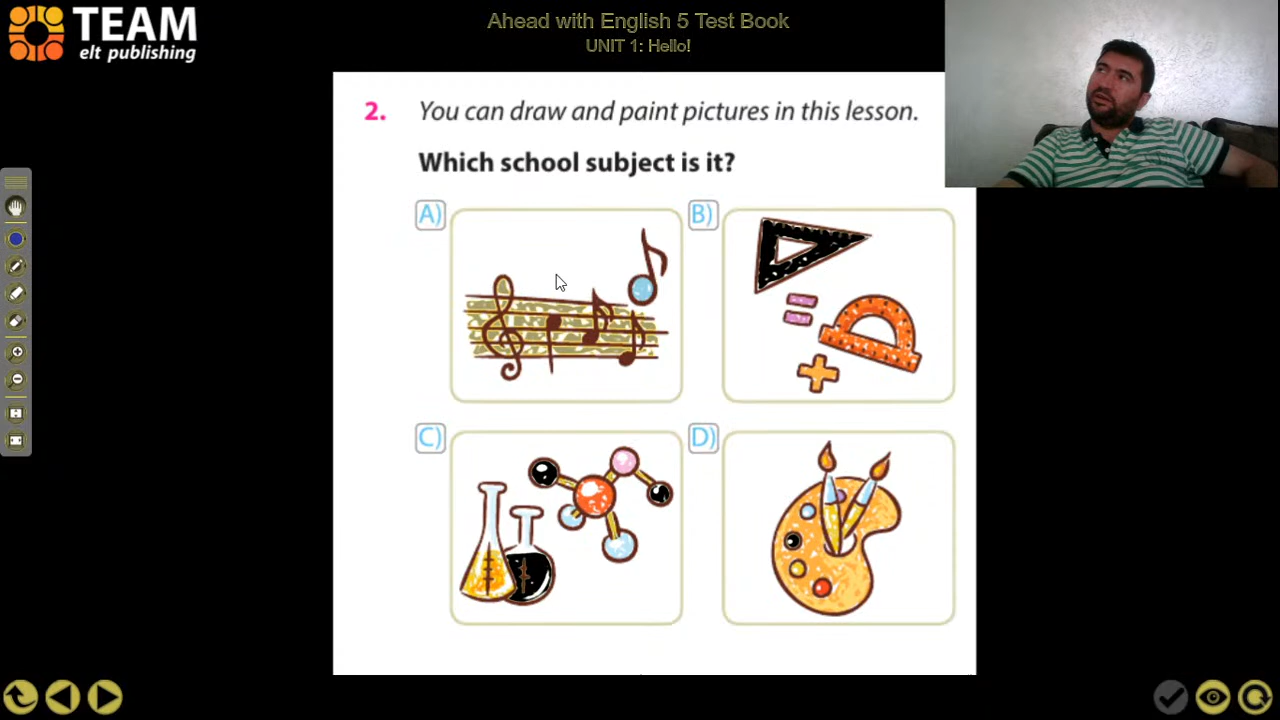 TEAM
elt publishing
Ahead with English 5 Test Book
UNIT 1: Hello!
2. You can draw and paint pictures in this lesson.
Which school subject is it?
A)
B)
C)
D)